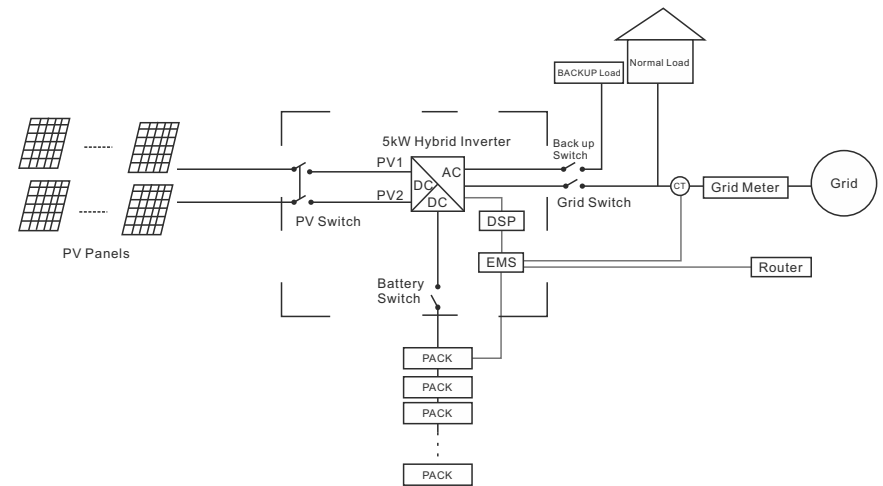 Normal Load
BACKUP Load
5kW Hybrid Inverter
Back up
Switch
PV1
AC
DC
DC
PV2
CT
Grid Meter
Grid
PV Switch
Grid Switch
DSP
PV Panels
EMS
Router
Battery
Switch
PACK
PACK
PACK
PACK